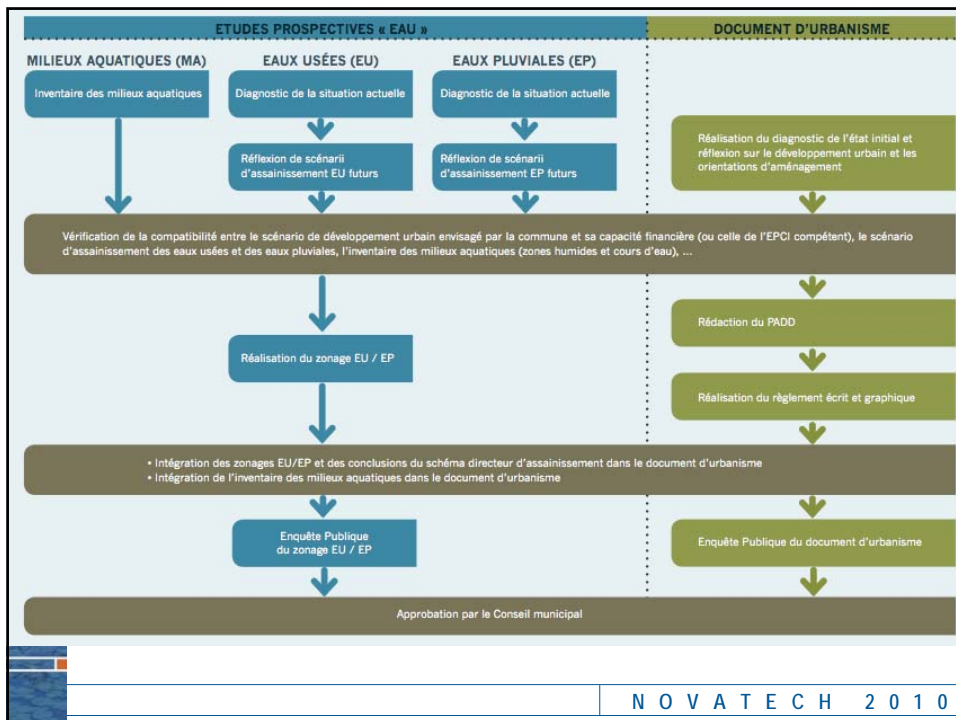 ETUDES PROSPECTIVES « EAU »
DOCUMENT D'URBANISME
MILIEUX AQUATIQUES (MA)
EAUX USÉES (EU)
EAUX PLUVIALES (EP)
Inventaire des milieux aquatiques
Diagnostic de la situation actuelle
Diagnostic de la situation actuelle
Réflexion de scénarii
d'assainissement EU futurs
Réflexion de scénarii
d'assainissement EP futurs
Réalisation du diagnostic de l'état initial et
réflexion sur le développement urbain et les
orientations d'aménagement
Vérification de la compatibilité entre le scénario de développement urbain envisagé par la commune et sa capacité financière (ou celle de l'EPCI compétent), le scénario
d'assainissement des eaux usées et des eaux pluviales, l'inventaire des milieux aquatiques (zones humides et cours d'eau), ...
Rédaction du PADD
Réalisation du zonage EU / EP
Réalisation du règlement écrit et graphique
• Intégration des zonages EU/EP et des conclusions du schéma directeur d'assainissement dans le document d'urbanisme
• Intégration de l'inventaire des milieux aquatiques dans le document d'urbanisme
Enquête Publique
du zonage EU / EP
Enquête Publique du document d'urbanisme
Approbation par le Conseil municipal
NOVATECH 2010